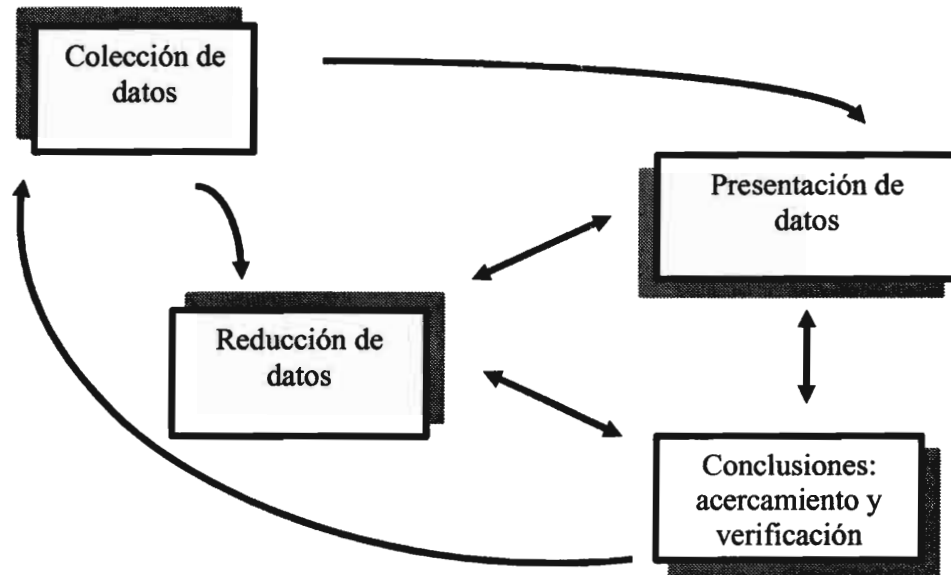 Colección de
datos
Presentación de
datos
Reducción de
datos
Conclusiones:
acercamiento y
verificación